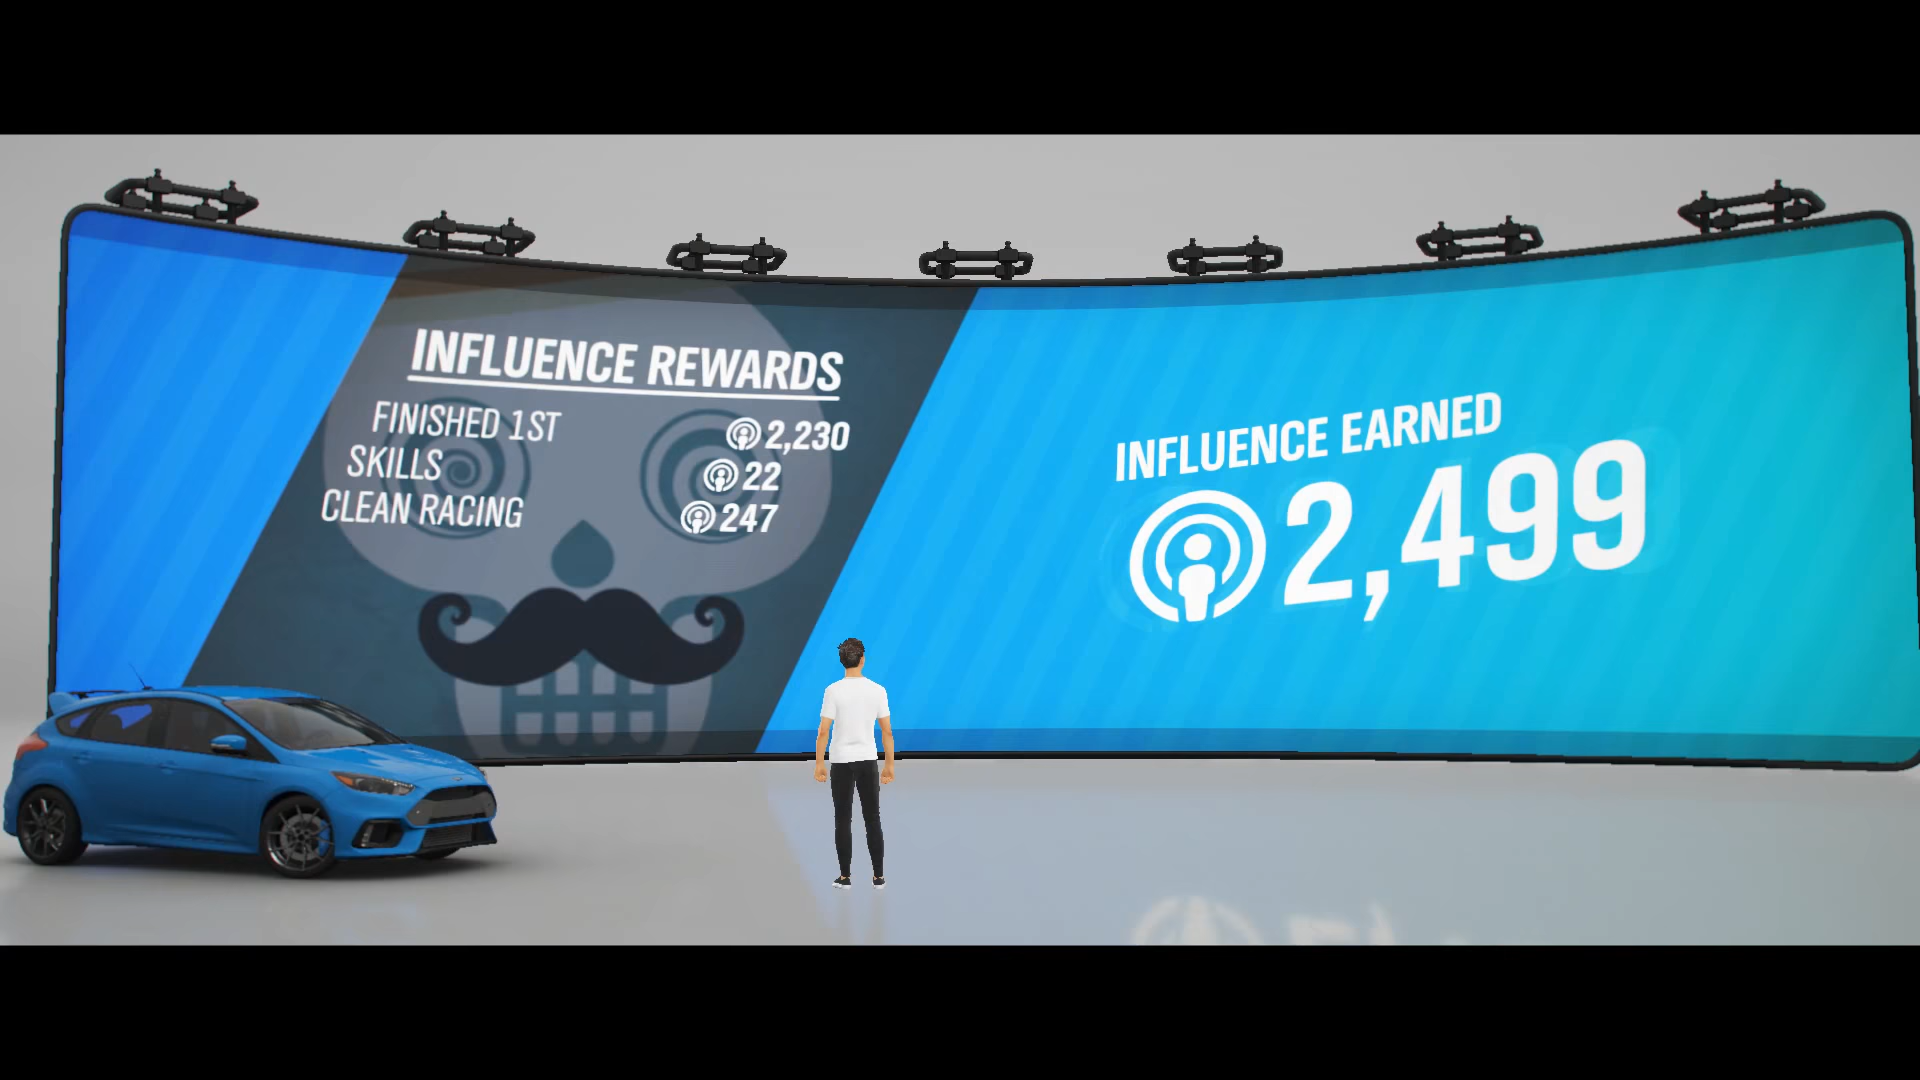 INFLUENCE REWARDS
FINISHED 1ST 2,230
SKILLS 22
CLEAN RACING 247
INFLUENCE EARNED
2,499